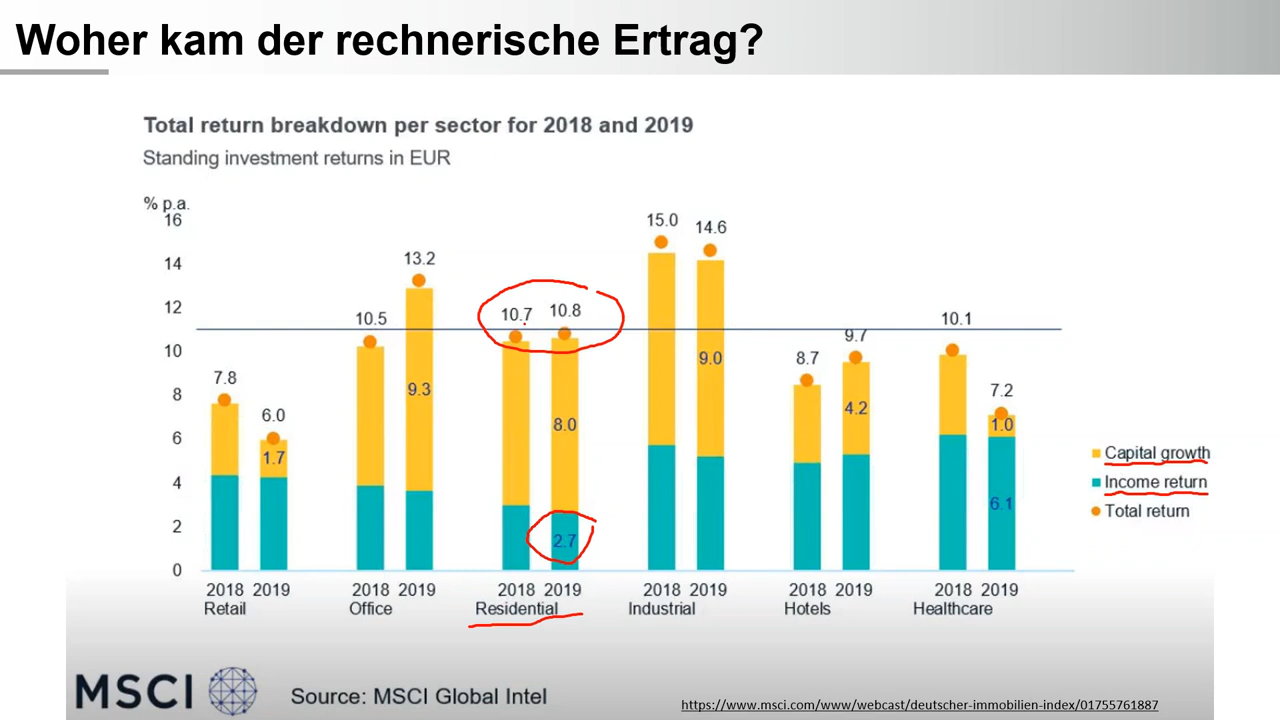 Woher kam der rechnerische Ertrag?
Total return breakdown per sector for 2018 and 2019
Standing investment returns in EUR
% p.a.
16
14
12
10
8
6
4
2
0
7.8
6.0
1.7
10.5
13.2
9.3
10.7
10.8
8.0
2.7
15.0
14.6
9.0
8.7
9.7
4.2
10.1
7.2
1.0
6.1
Capital growth
Income return
Total return
2018 2019 2018 2019 2018 2019 2018 2019 2018 2019 2018 2019
Retail Office Residential Industrial Hotels Healthcare
MSCI
Source: MSCI Global Intel
https://www.msci.com/www/webcast/deutscher-immobilien-index/01755761887